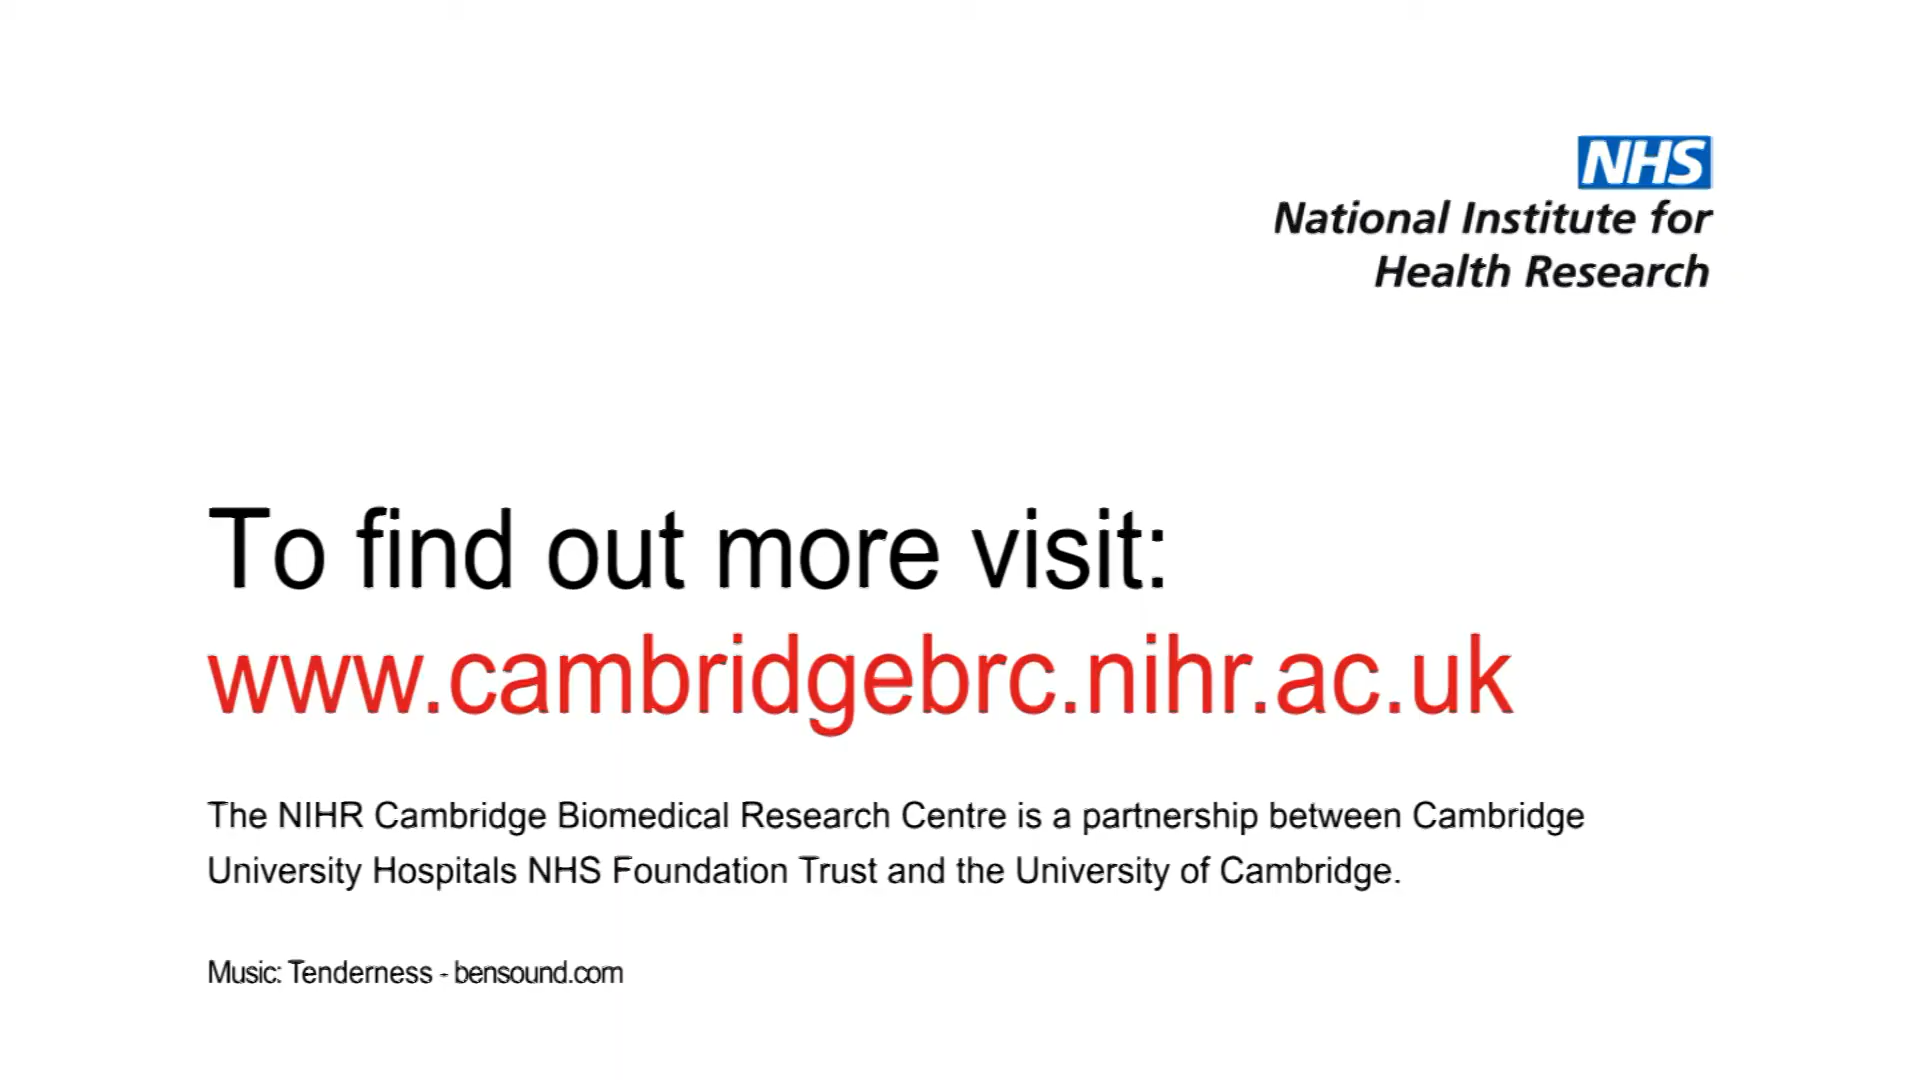 NHS
National Institute for
Health Research
To find out more visit:
www.cambridgebrc.nihr.ac.uk
The NIHR Cambridge Biomedical Research Centre is a partnership between Cambridge
University Hospitals NHS Foundation Trust and the University of Cambridge.
Music: Tenderness - bensound.com